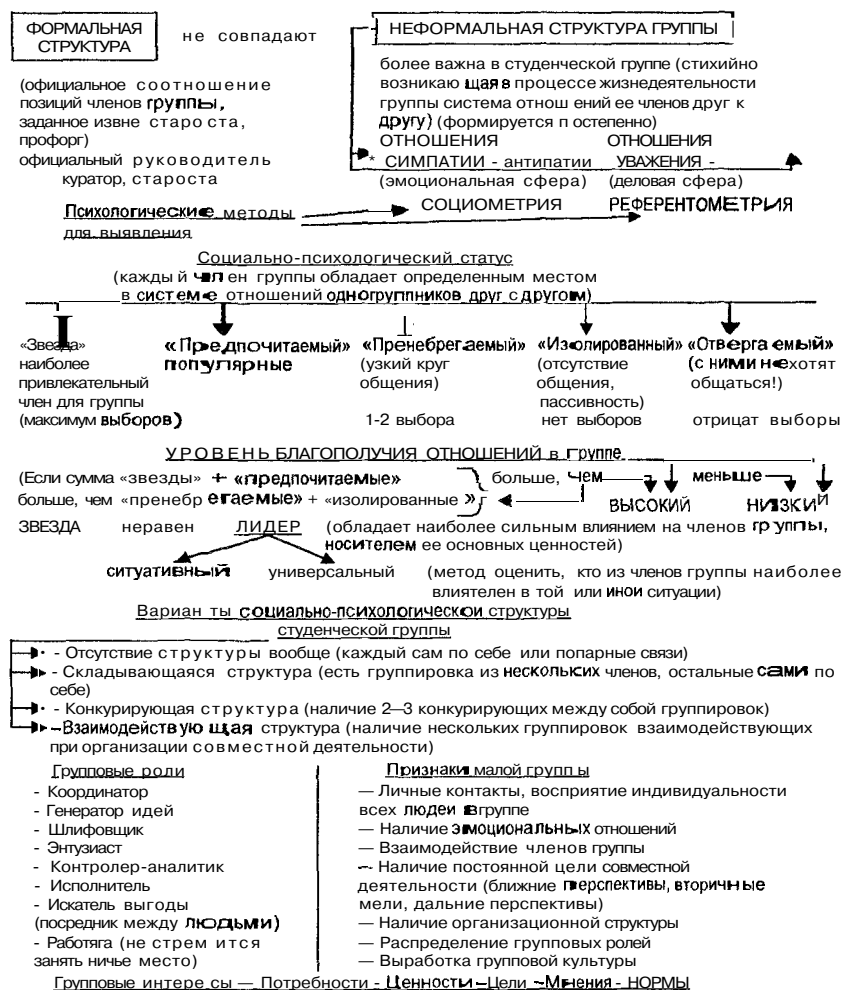 ФОРМАЛЬНАЯ СТРУКТУРА
не совпадают
НЕФОРМАЛЬНАЯ СТРУКТУРА ГРУППЫ
(официальное соотношение
позиций членов группы,
заданное извне староста,
профорг)
официальный руководитель
куратор, староста
более важна в студенческой группе (стихийно
возникающая в процессе жизнедеятельности
группы система отношений ее членов друг к
другу) (формируется постепенно)
ОТНОШЕНИЯ ОТНОШЕНИЯ
* СИМПАТИИ - антипатии УВАЖЕНИЯ -
(эмоциональная сфера) (деловая сфера)
Психологические методы СОЦИОМЕТРИЯ РЕФЕРЕНТОМЕТРИЯ
для выявления
Социально-психологический статус
(каждый член группы обладает определенным местом
в системе отношений одногруппников друг с другом)
«Звезда»
наиболее
привлекательный
член для группы
(максимум выборов)
«Предпочитаемый»
популярные
«Пренебрегаемый»
(узкий круг
общения)
1-2 выбора
«Изолированный»
(отсутствие
общения,
пассивность)
нет выборов
«Отвергаемый»
(с ними не хотят
общаться!)
отрицат выборы
УРОВЕНЬ БЛАГОПОЛУЧИЯ ОТНОШЕНИЙ в группе
(Если сумма «звезды» + «предпочитаемые» больше, чем меньше
больше, чем «пренебрегаемые» + «изолированные» г ВЫСОКИЙ НИЗКИЙ
ЗВЕЗДА неравен ЛИДЕР (обладает наиболее сильным влиянием на членов группы,
носителем ее основных ценностей)
ситуативный универсальный (метод оценить, кто из членов группы наиболее
влиятелен в той или инои ситуации)
Варианты социально-психологическои структуры
студенческой группы
- Отсутствие структуры вообще (каждый сам по себе или попарные связи)
- Складывающаяся структура (есть группировка из нескольких членов, остальные сами по
себе)
- Конкурирующая структура (наличие 2—3 конкурирующих между собой группировок)
- Взаимодействующая структура (наличие нескольких группировок взаимодействующих
при организации совместной деятельности)
Групповые роли
- Координатор
- Генератор идей
- Шлифовщик
- Энтузиаст
- Контролер-аналитик
- Исполнитель
- Искатель выгоды
(посредник между людьми)
- Работяга (не стремится
занять ничье место)
Признаки малой группы
— Личные контакты, восприятие индивидуальности
всех людеи в группе
— Наличие эмоциональных отношений
— Взаимодействие членов группы
— Наличие постоянной цели совместной
деятельности (ближние перспективы, вторичные
мели, дальние перспективы)
— Наличие организационной структуры
— Распределение групповых ролей
— Выработка групповой культуры
Групповые интересы — Потребности - Ценности – Цели – Мнения - НОРМЫ